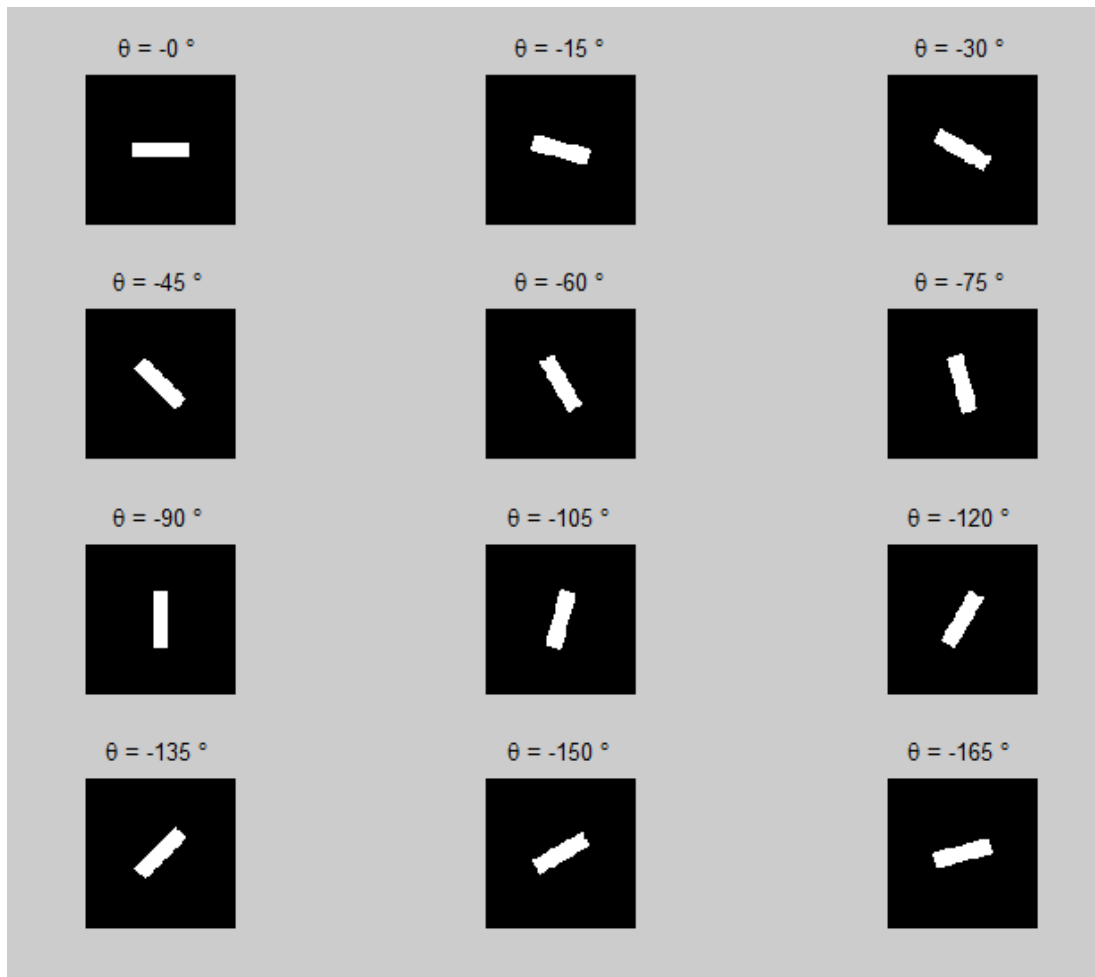 θ = -0 °
θ = -15 °
θ = -30 °
θ = -45 °
θ = -60 °
θ = -75 °
θ = -90 °
θ = -105 °
θ = -120 °
θ = -135 °
θ = -150 °
θ = -165 °